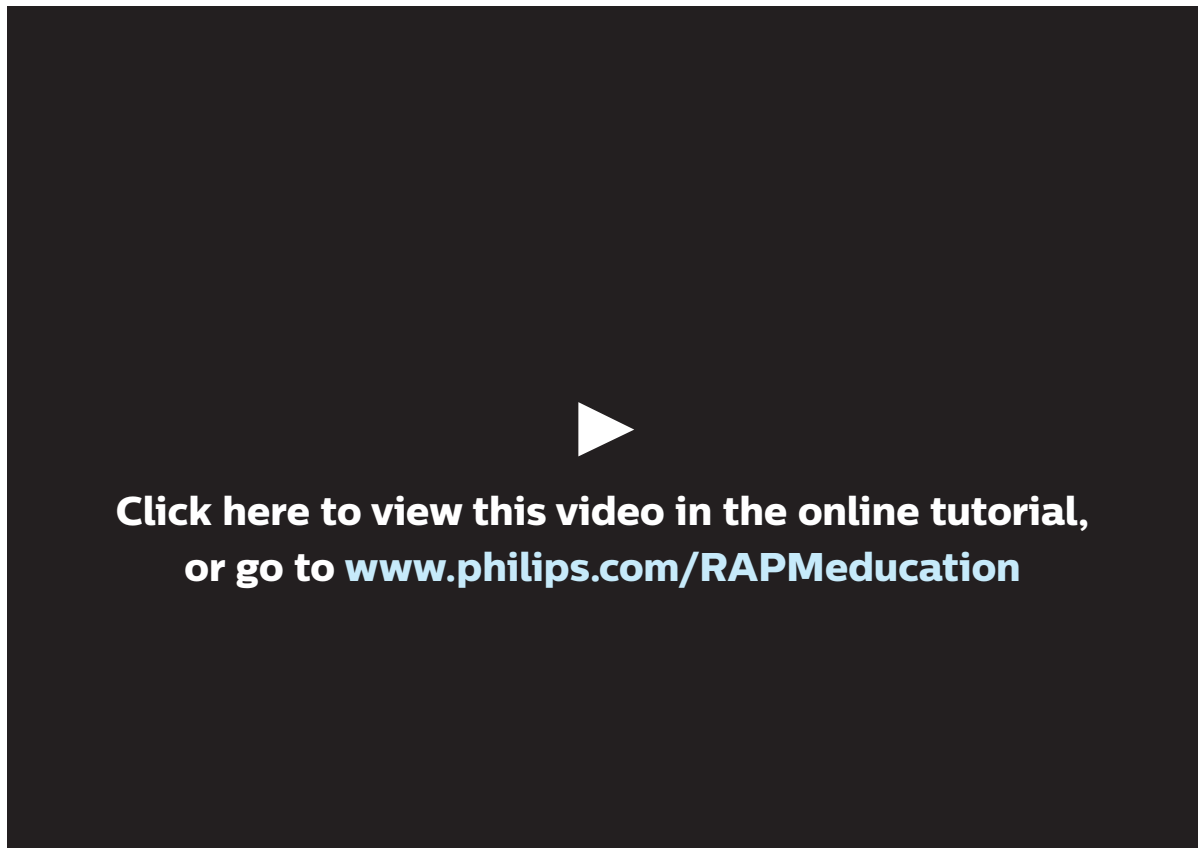 Click here to view this video in the online tutorial,
or go to www.philips.com/RAPMeducation